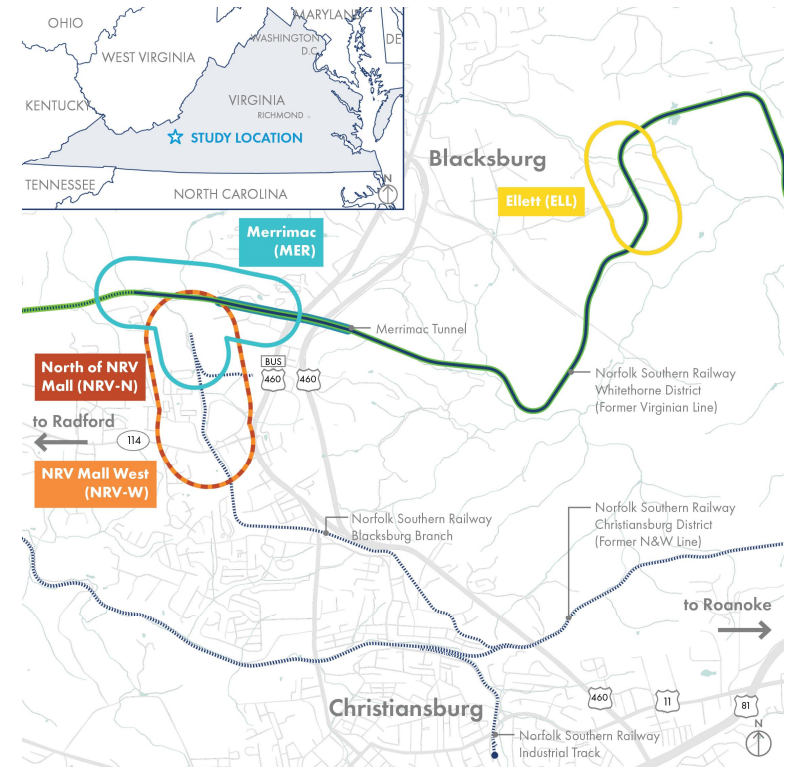 OHIO
MARYLAND
WASHINGTON
D.C.
DE
WEST VIRGINIA
KENTUCKY
VIRGINIA
RICHMOND
STUDY LOCATION
TENNESSEE
NORTH CAROLINA
N
Blacksburg
Ellett (ELL)
Merrimac
(MER)
Merrimac Tunnel
North of NRV
Mall (NRV-N)
BUS
460
460
Norfolk Southern Railway
Whitethorne District
(Former Virginian Line)
to Radford
114
NRV Mall West
(NRV-W)
Norfolk Southern Railway
Blacksburg Branch
Norfolk Southern Railway
Christiansburg District
(Former N&W Line)
to Roanoke
460
11
81
Christiansburg
N
Norfolk Southern Railway
Industrial Track